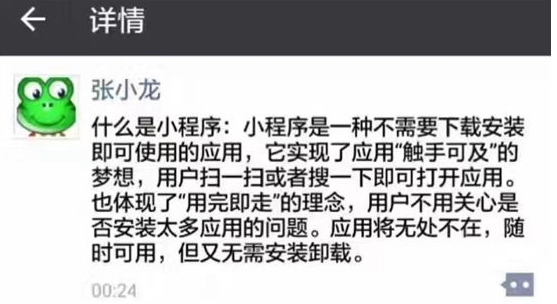 详情
张小龙
什么是小程序：小程序是一种不需要下载安装
即可使用的应用，它实现了应用“触手可及”的
梦想，用户扫一扫或者搜一下即可打开应用。
也体现了“用完即走”的理念，用户不用关心是
否安装太多应用的问题。应用将无处不在，随
时可用，但又无需安装卸载。
00:24